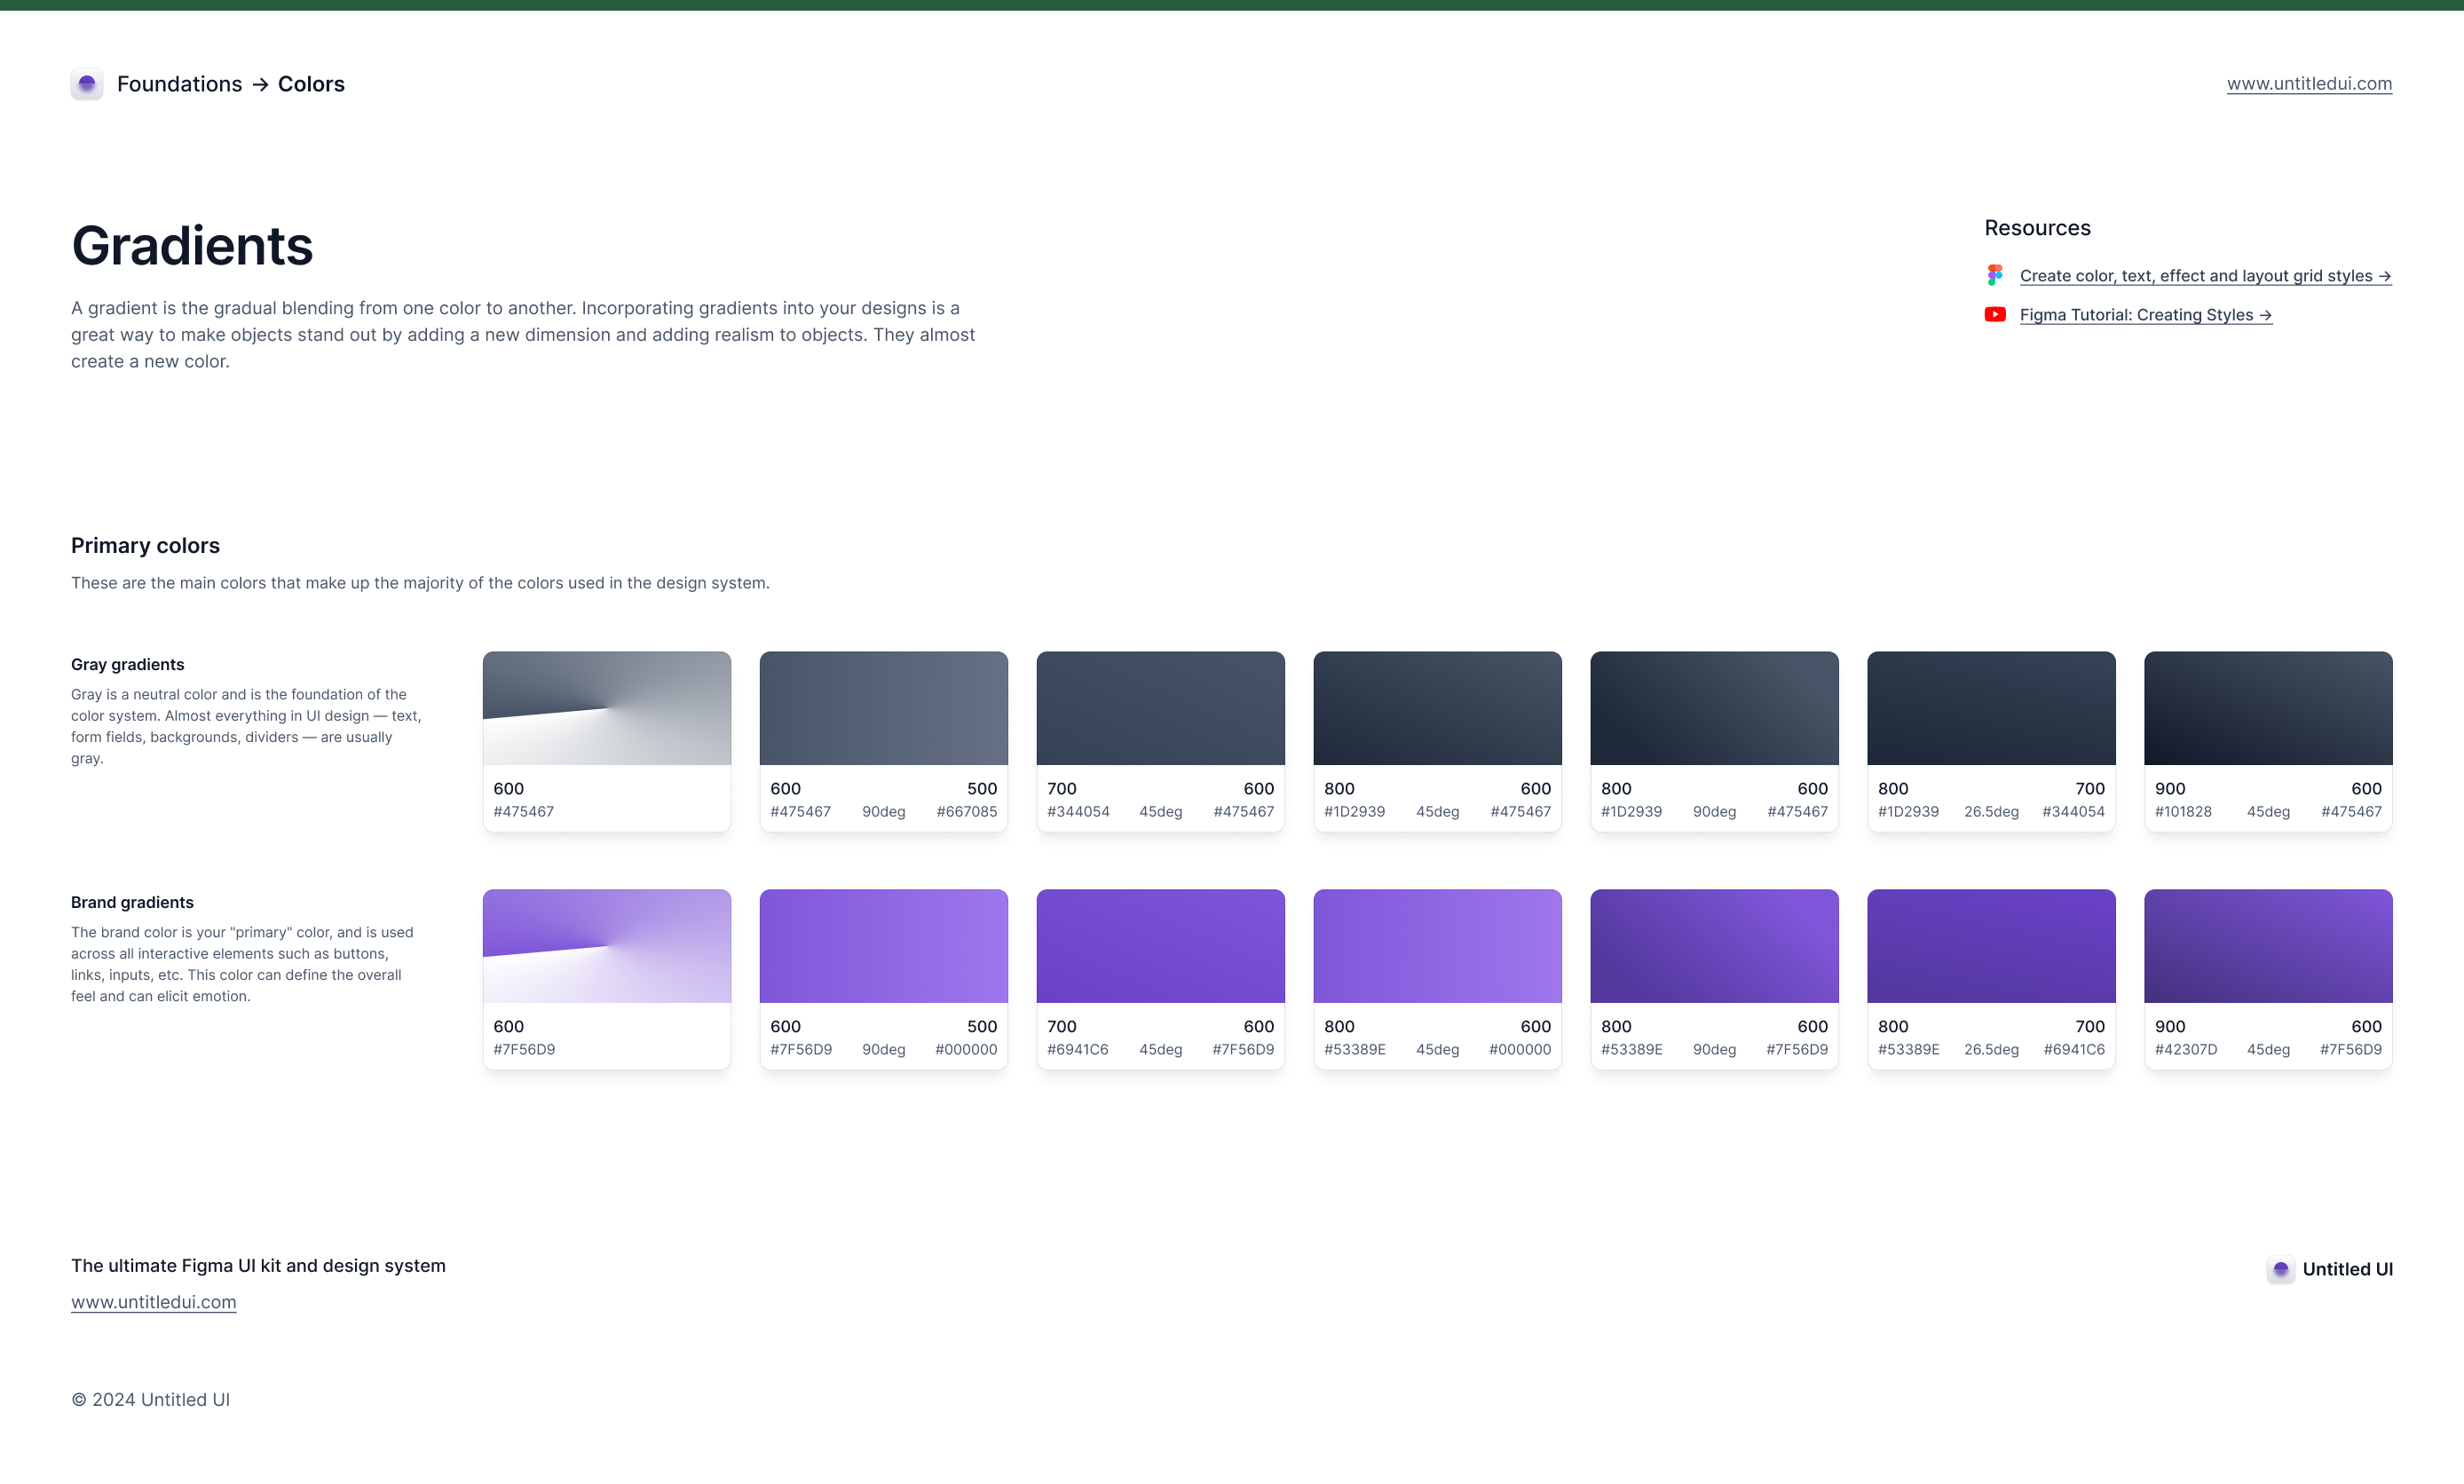 Foundations → Colors
www.untitledui.com
Gradients
A gradient is the gradual blending from one color to another. Incorporating gradients into your designs is a
great way to make objects stand out by adding a new dimension and adding realism to objects. They almost
create a new color.
Resources
Create color, text, effect and layout grid styles →
Figma Tutorial: Creating Styles →
Primary colors
These are the main colors that make up the majority of the colors used in the design system.
Gray gradients
Gray is a neutral color and is the foundation of the
color system. Almost everything in UI design — text,
form fields, backgrounds, dividers — are usually
gray.
600
#475467
600 500
#475467 90deg #667085
700 600
#344054 45deg #475467
800 600
#1D2939 45deg #475467
800 600
#1D2939 90deg #475467
800 700
#1D2939 26.5deg #344054
900 600
#101828 45deg #475467
Brand gradients
The brand color is your "primary" color, and is used
across all interactive elements such as buttons,
links, inputs, etc. This color can define the overall
feel and can elicit emotion.
600
#7F56D9
600 500
#7F56D9 90deg #000000
700 600
#6941C6 45deg #7F56D9
800 600
#53389E 45deg #000000
800 600
#53389E 90deg #7F56D9
800 700
#53389E 26.5deg #6941C6
900 600
#42307D 45deg #7F56D9
The ultimate Figma UI kit and design system
www.untitledui.com
Untitled UI
© 2024 Untitled UI